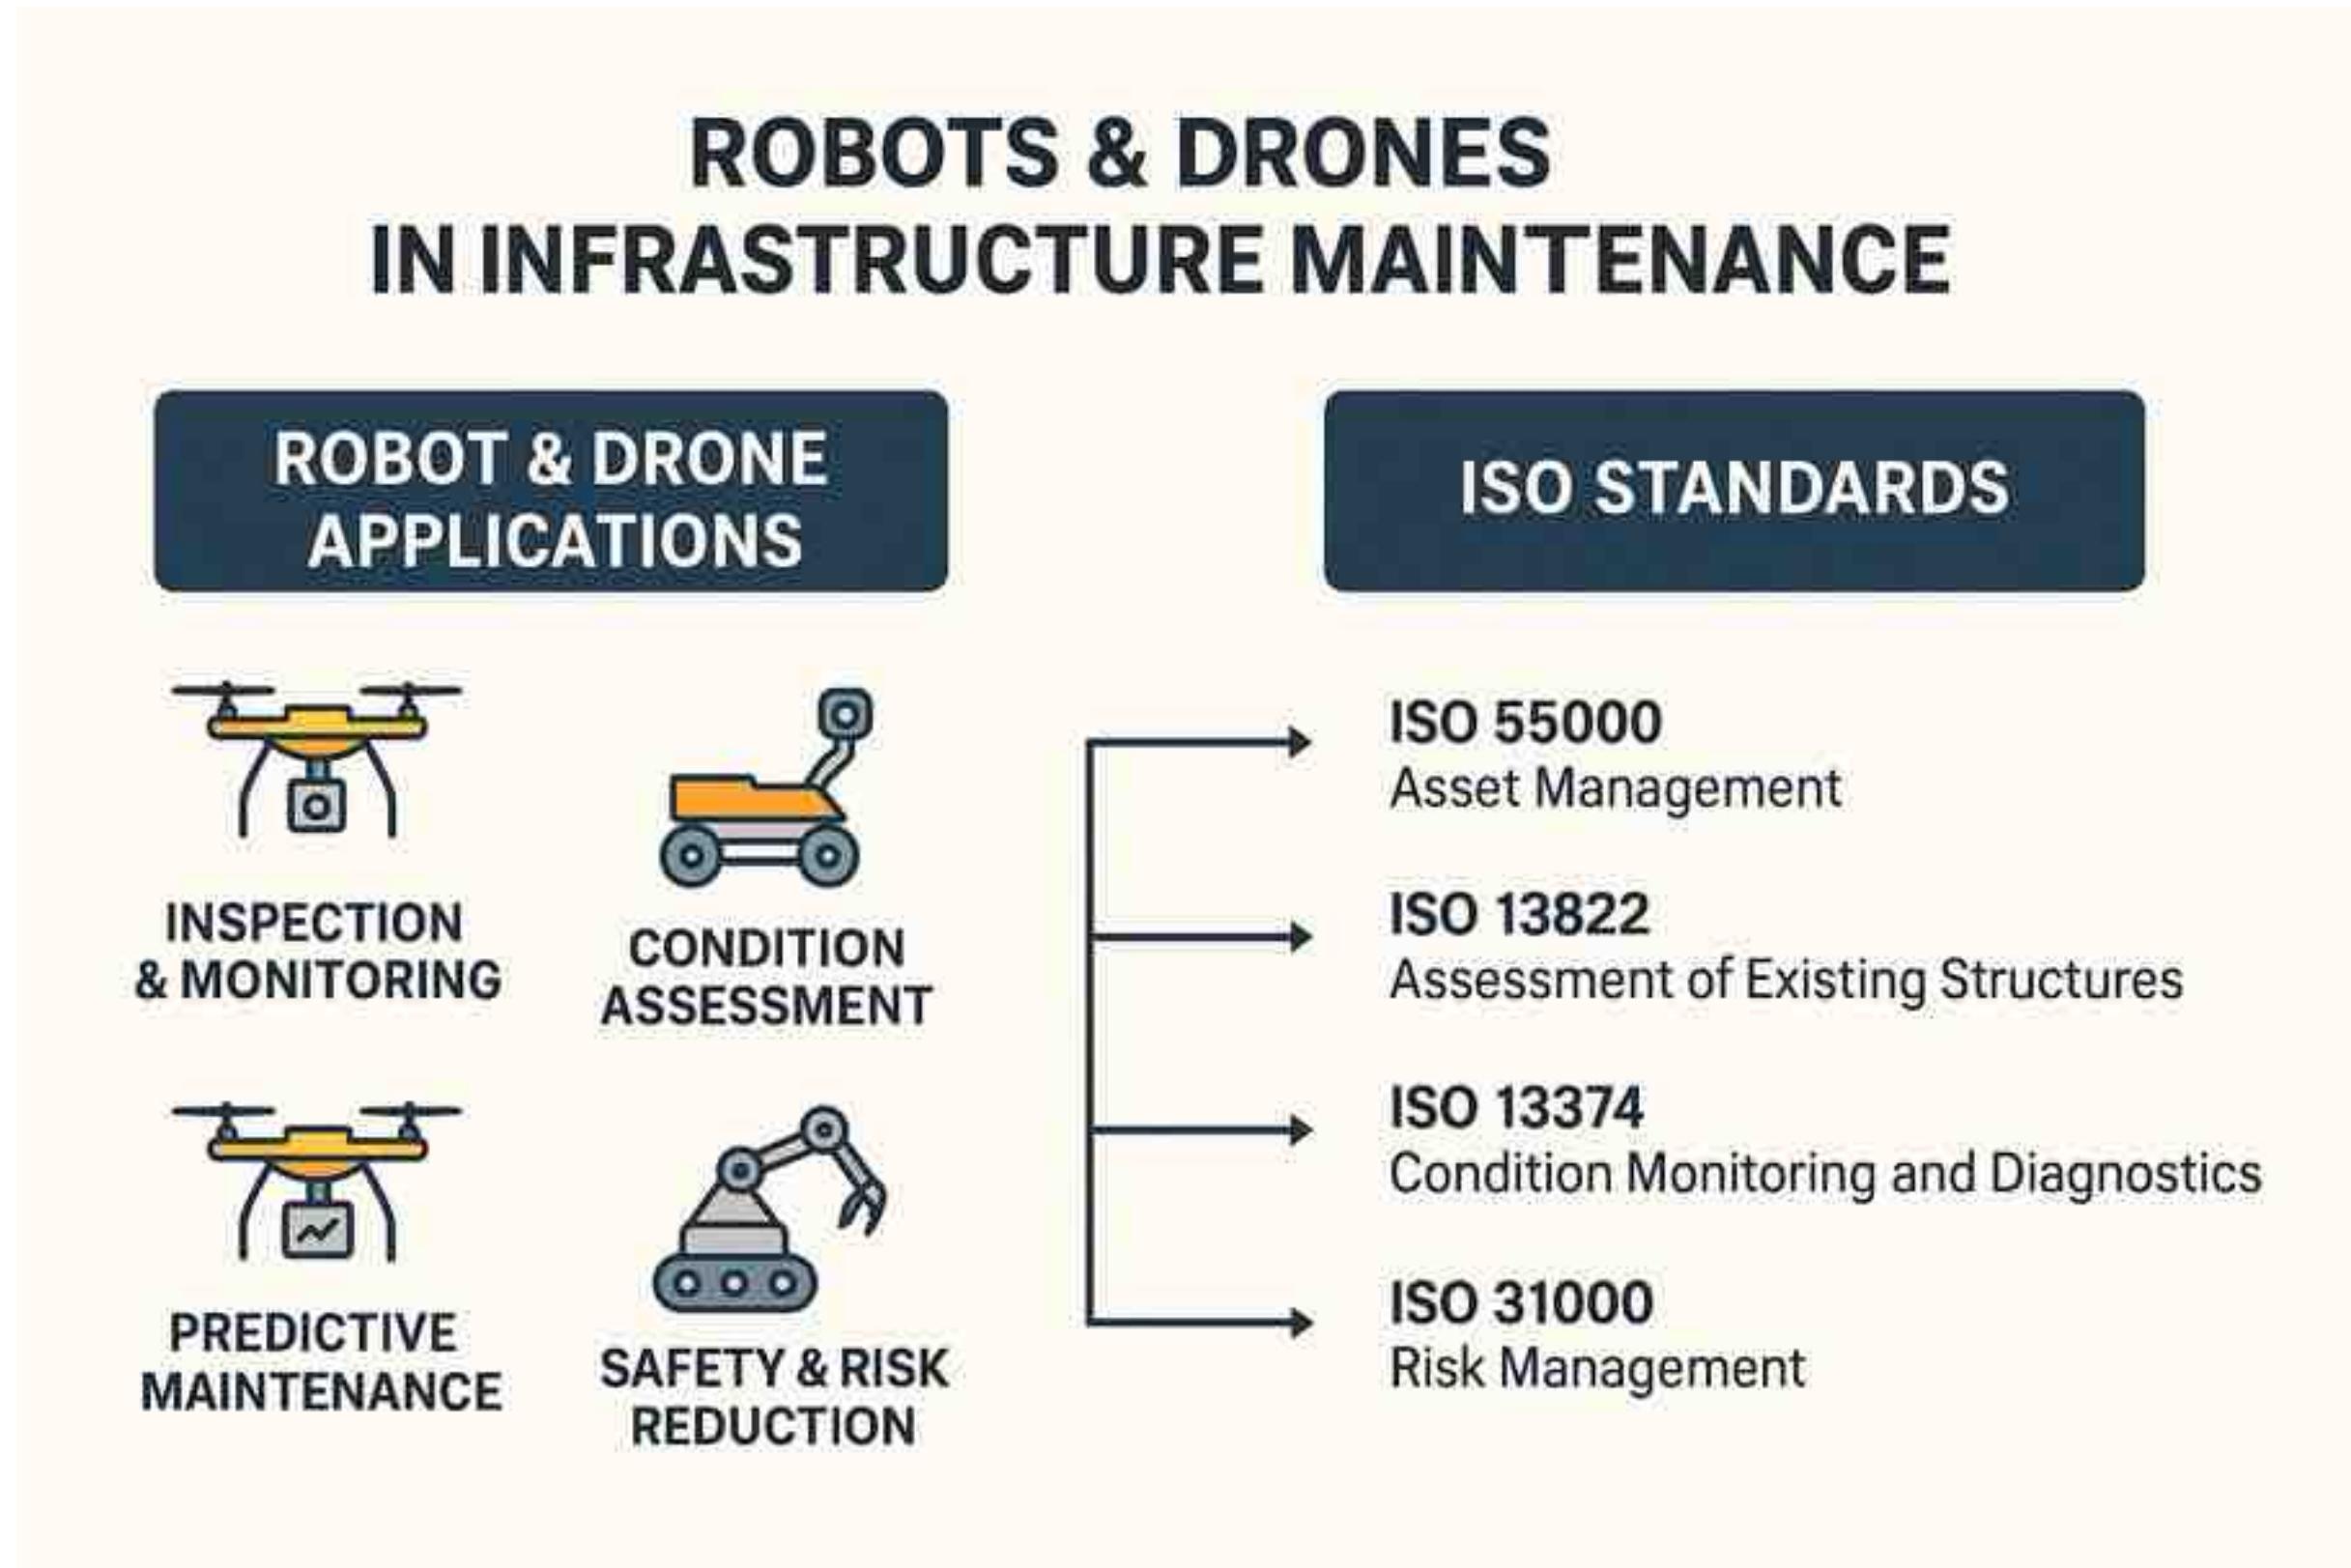 ROBOTS & DRONES
IN INFRASTRUCTURE MAINTENANCE
ROBOT & DRONE
APPLICATIONS
INSPECTION
& MONITORING
CONDITION
ASSESSMENT
PREDICTIVE
MAINTENANCE
SAFETY & RISK
REDUCTION
ISO STANDARDS
ISO 55000
Asset Management
ISO 13822
Assessment of Existing Structures
ISO 13374
Condition Monitoring and Diagnostics
ISO 31000
Risk Management